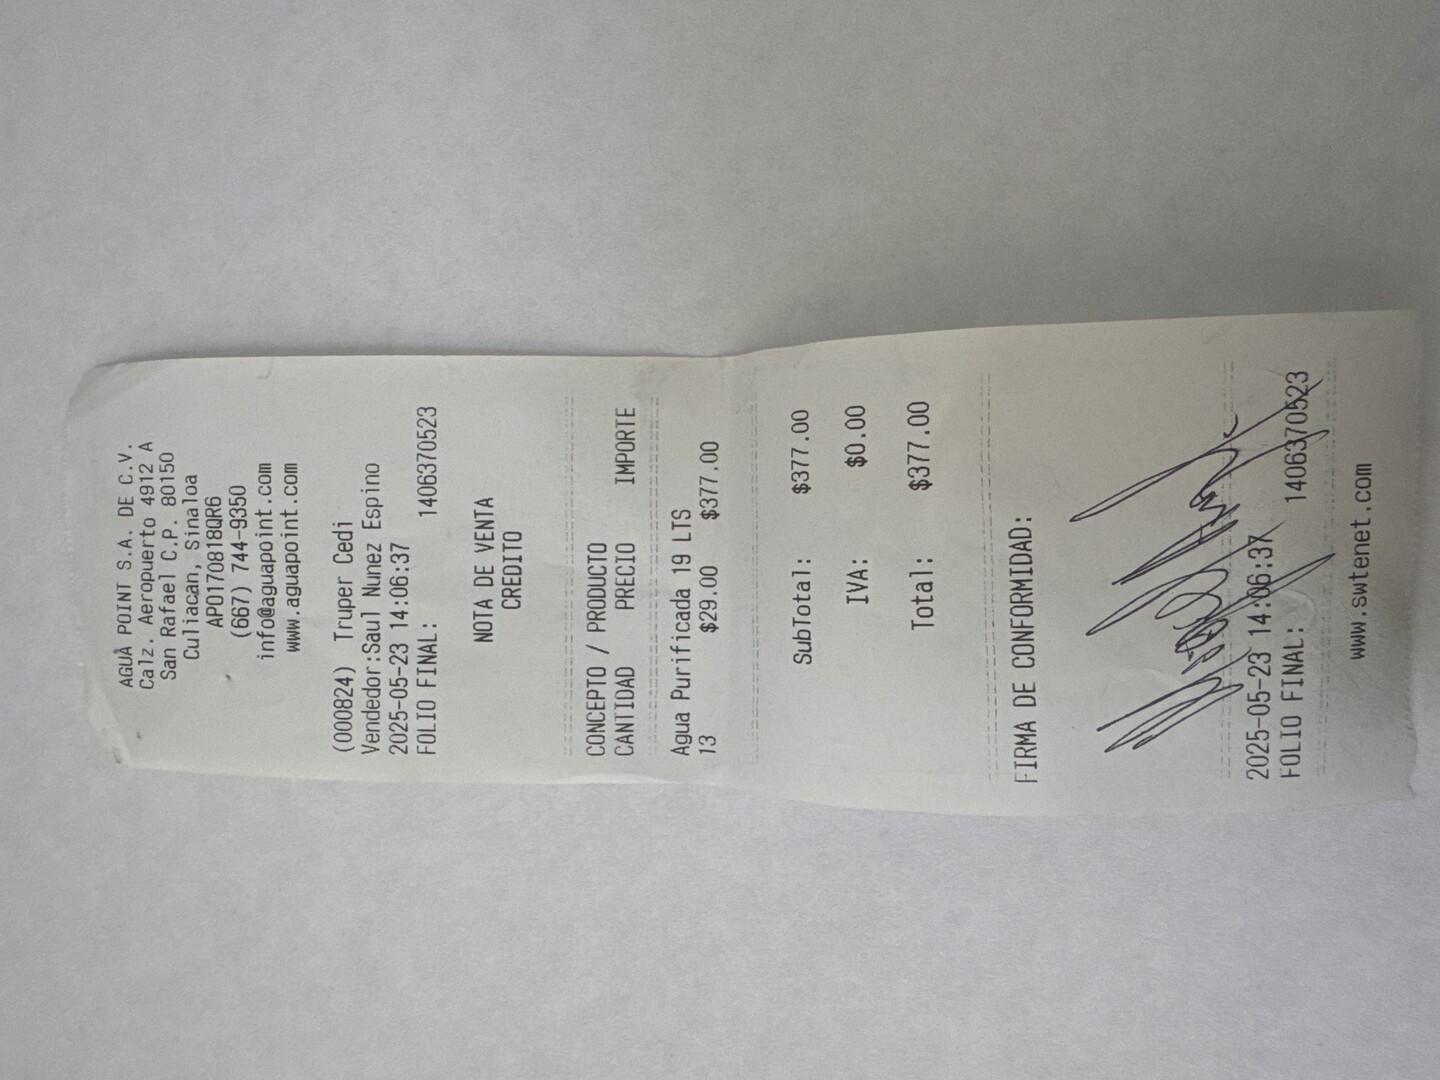 AGUA POINT S.A. DE C.V.
Calz. Aeropuerto 4912 A
San Rafael C.P. 80150
Culiacan, Sinaloa
APO170818QR6
(667) 744-9350
info@aguapoint.com
www.aguapoint.com
(000824) Truper Cedi
Vendedor:Saul Nunez Espino
2025-05-23 14:06:37
FOLIO FINAL: 1406370523
NOTA DE VENTA
CREDITO
CONCEPTO / PRODUCTO
CANTIDAD PRECIO IMPORTE
Agua Purificada 19 LTS
13 $29.00 $377.00
SubTotal: $377.00
IVA: $0.00
Total: $377.00
FIRMA DE CONFORMIDAD:
2025-05-23 14:06:37
FOLIO FINAL: 1406370523
www.swtenet.com